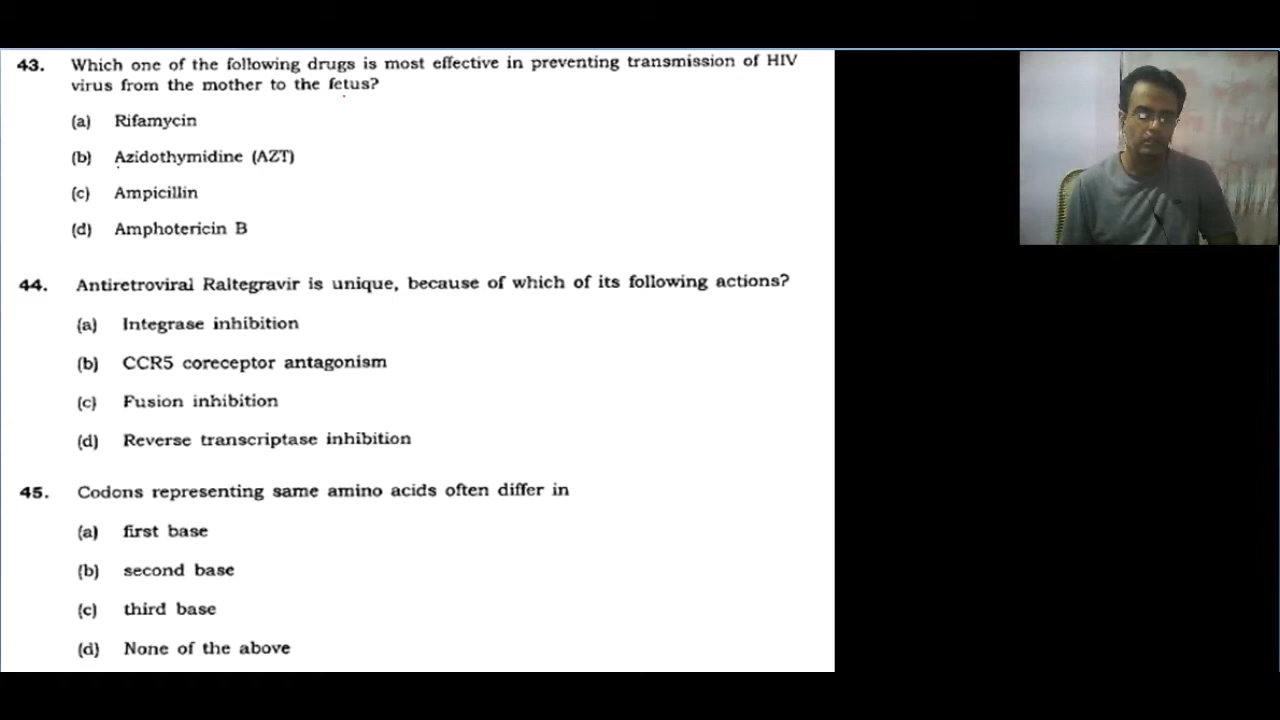 43. Which one of the following drugs is most effective in preventing transmission of HIV
virus from the mother to the fetus?
(a) Rifamycin
(b) Azidothymidine (AZT)
(c) Ampicillin
(d) Amphotericin B
44. Antiretroviral Raltegravir is unique, because of which of its following actions?
(a) Integrase inhibition
(b) CCR5 coreceptor antagonism
(c) Fusion inhibition
(d) Reverse transcriptase inhibition
45. Codons representing same amino acids often differ in
(a) first base
(b) second base
(c) third base
(d) None of the above